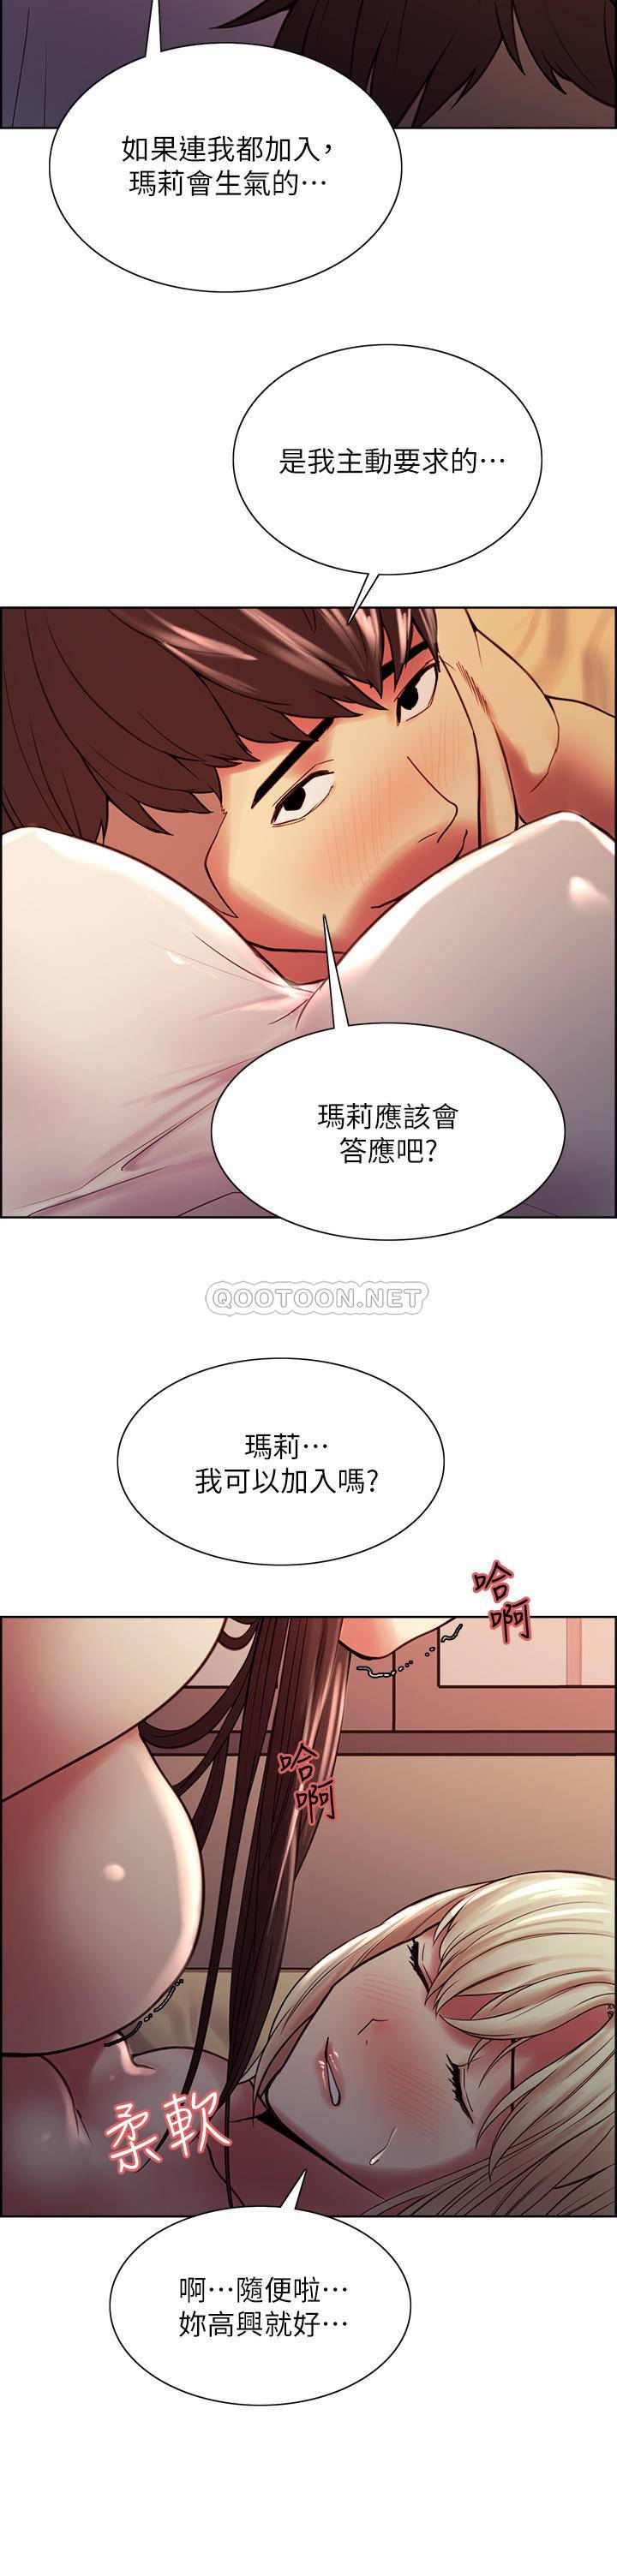 如果連我都加入，
瑪莉會生氣的⋯
是我主動要求的⋯
瑪莉應該會
答應吧？
QOOTOON.NET
瑪莉⋯
我可以加入嗎？
哈
啊
哈
啊
柔軟
啊⋯隨便啦⋯
妳高興就好⋯